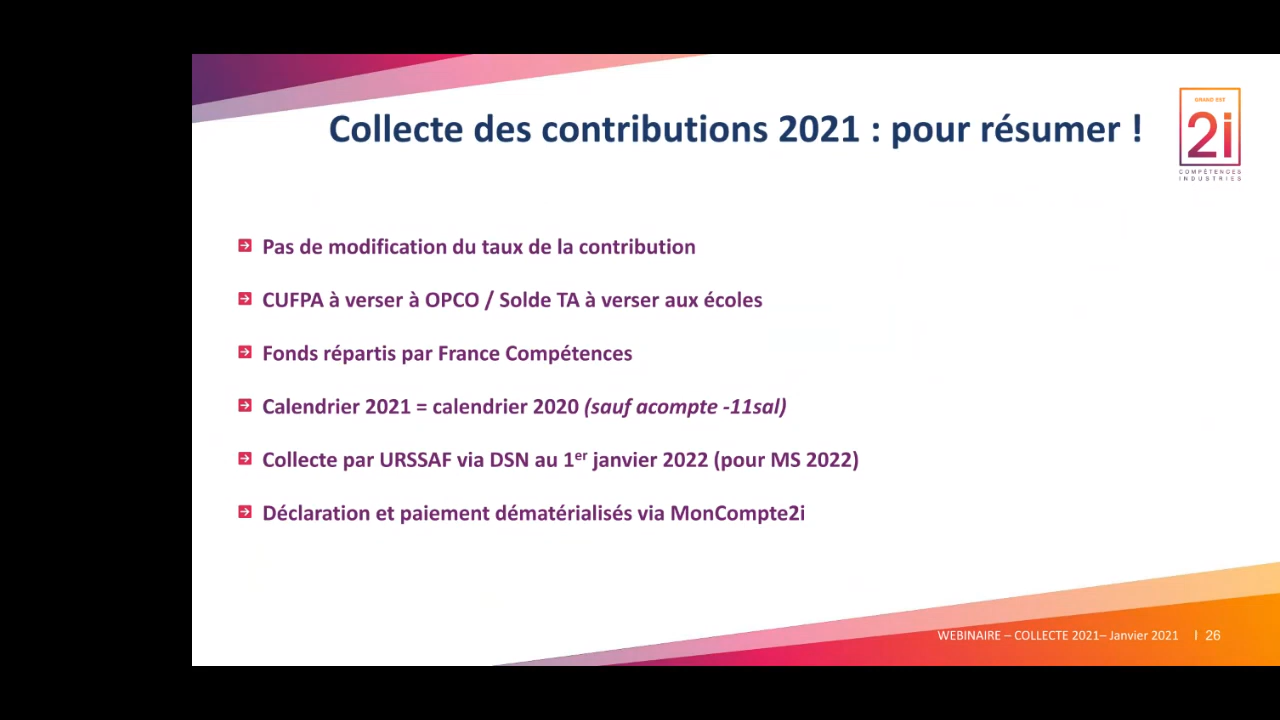 Collecte des contributions 2021 : pour résumer !
GRAND EST
2i
COMPÉTENCES
INDUSTRIES
Pas de modification du taux de la contribution
CUFPA à verser à OPCO / Solde TA à verser aux écoles
Fonds répartis par France Compétences
Calendrier 2021 = calendrier 2020 (sauf acompte -11sal)
Collecte par URSSAF via DSN au 1er janvier 2022 (pour MS 2022)
Déclaration et paiement dématérialisés via MonCompte2i
WEBINAIRE – COLLECTE 2021– Janvier 2021 I 26